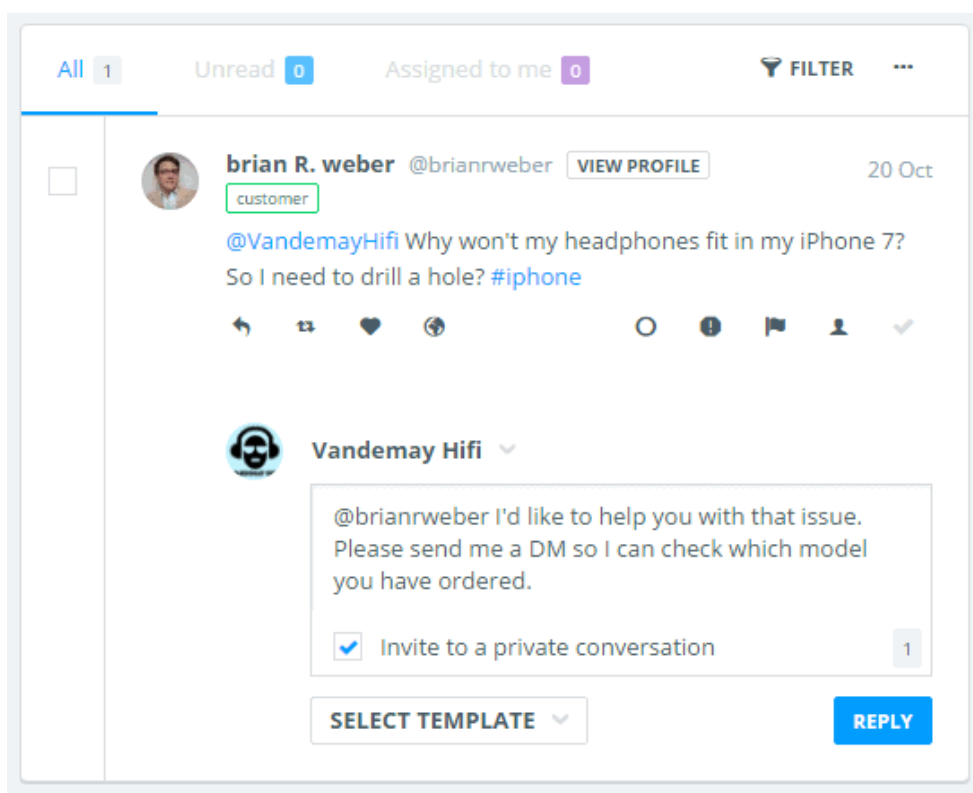 All 1 Unread 0 Assigned to me 0 FILTER ...
brian R. weber @brianrweber VIEW PROFILE 20 Oct
customer
@VandemayHifi Why won't my headphones fit in my iPhone 7?
So I need to drill a hole? #iphone
Vandemay Hifi
@brianrweber I'd like to help you with that issue.
Please send me a DM so I can check which model
you have ordered.
Invite to a private conversation 1
SELECT TEMPLATE REPLY